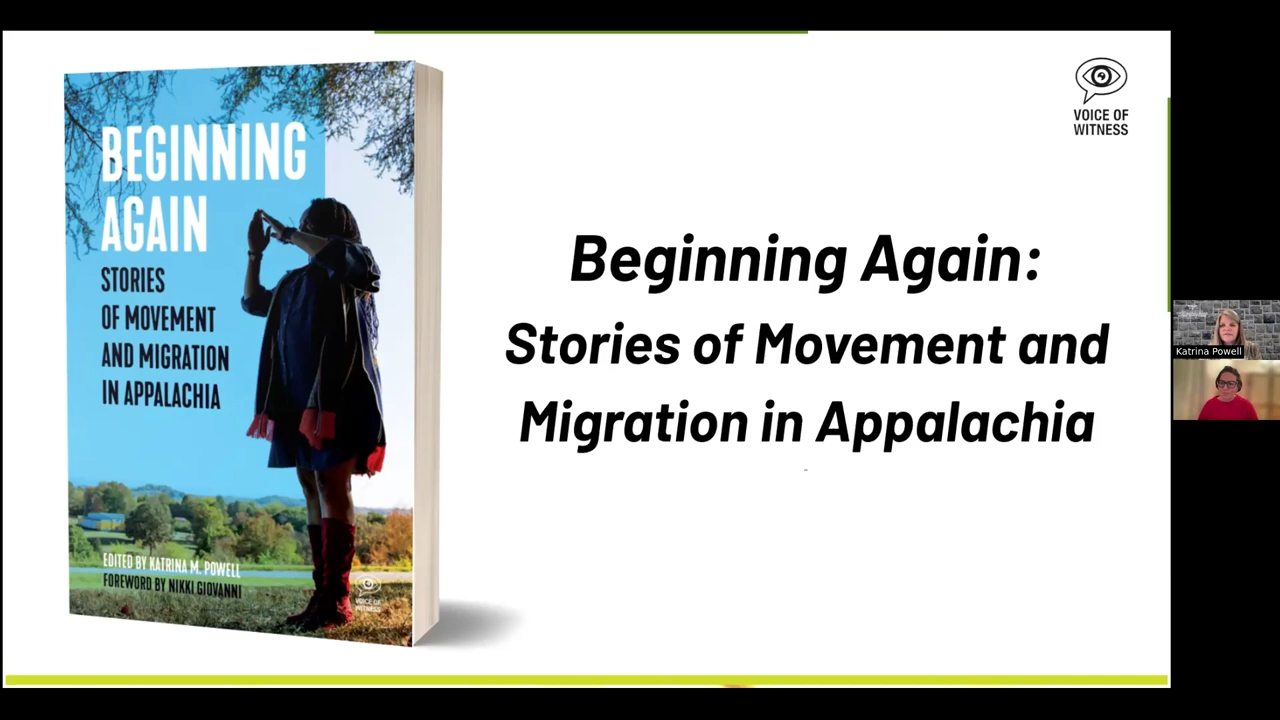 BEGINNING
AGAIN
STORIES
OF MOVEMENT
AND MIGRATION
IN APPALACHIA
EDITED BY KATRINA M. POWELL
FOREWORD BY NIKKI GIOVANNI
VOICE OF
WITNESS
VOICE OF
WITNESS
Beginning Again:
Stories of Movement and
Migration in Appalachia
Katrina Powell